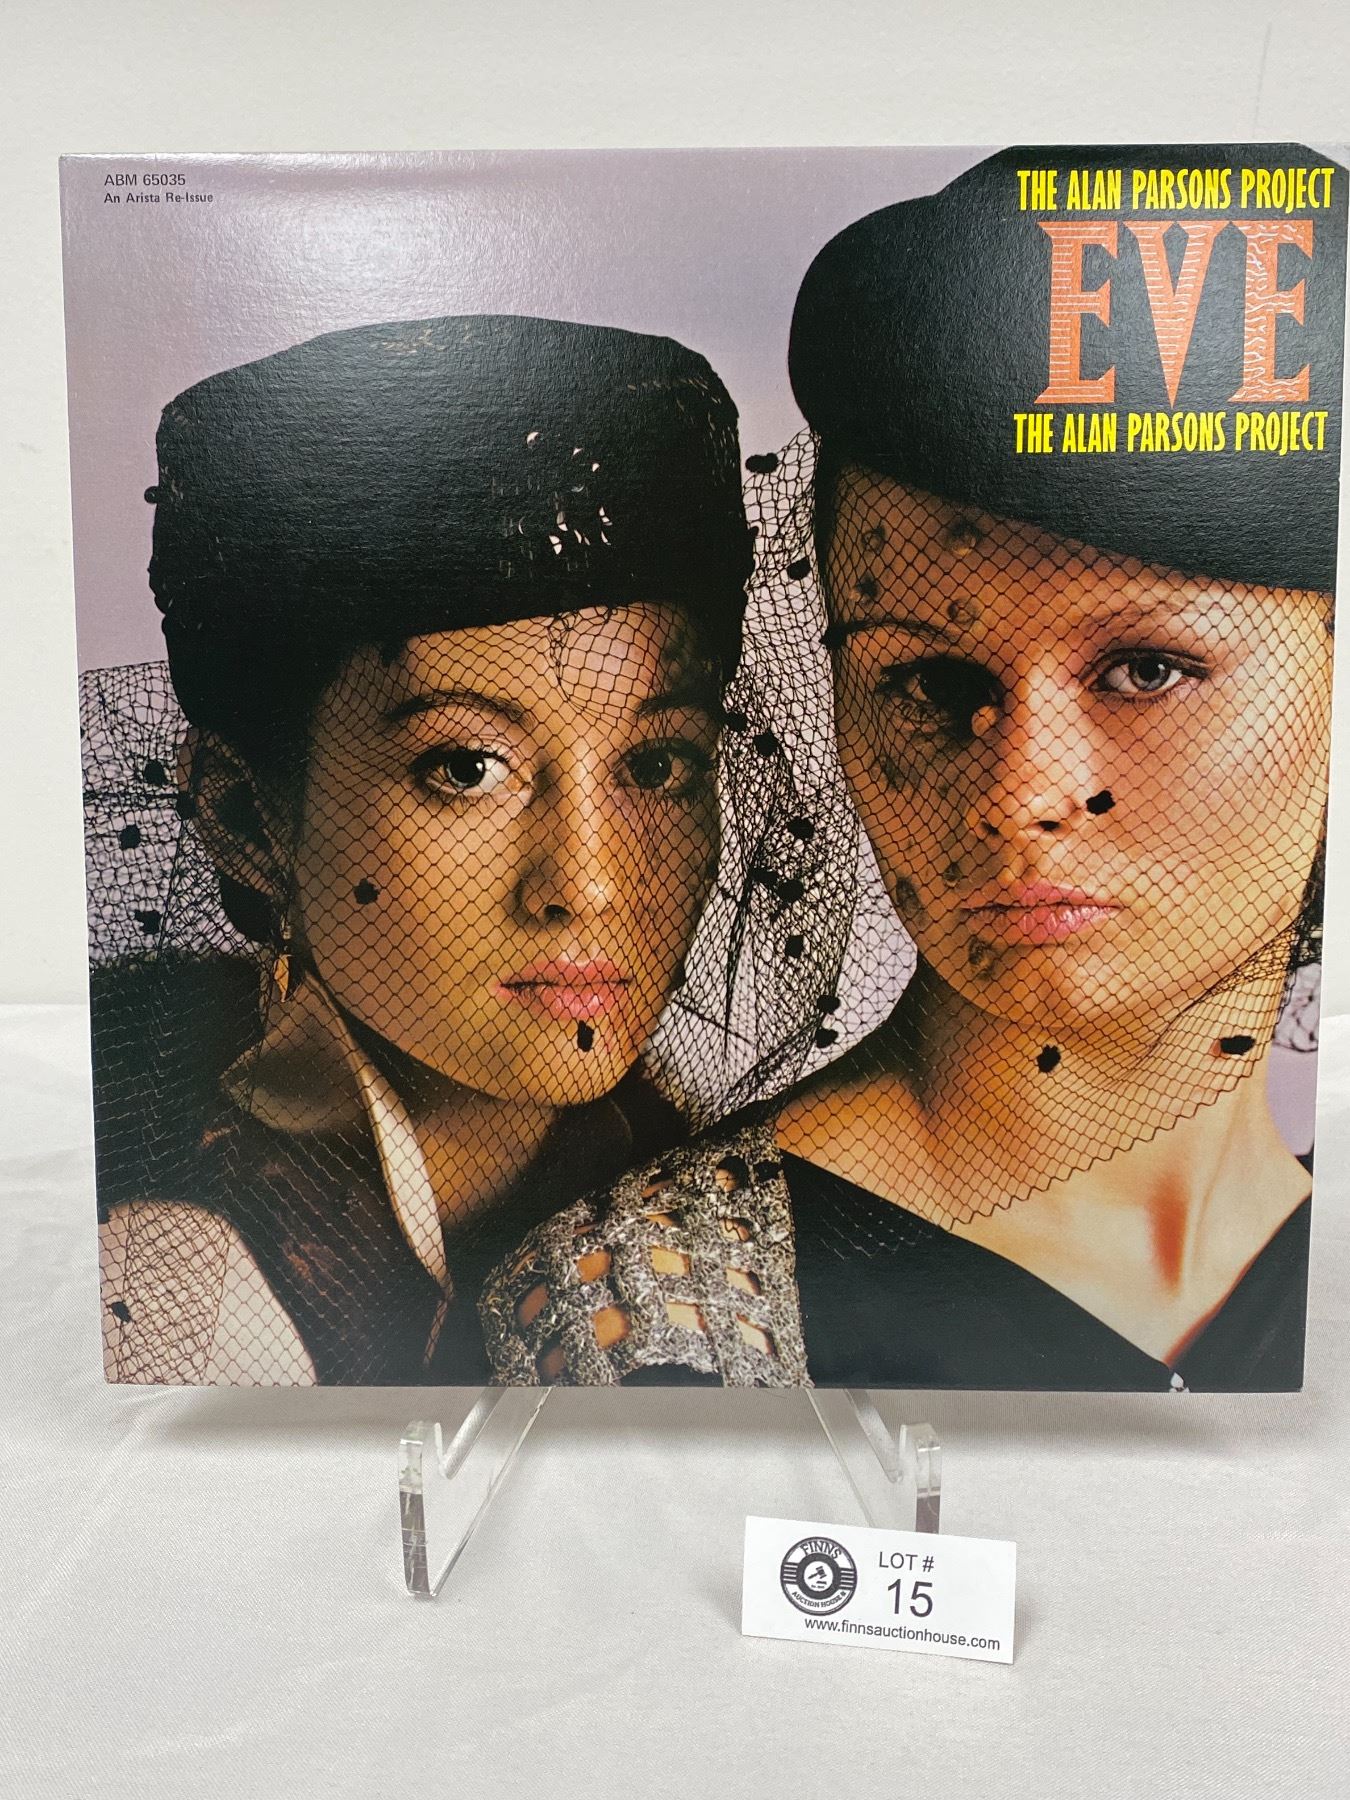 ABM 65035
An Arista Re-Issue
THE ALAN PARSONS PROJECT
EVE
THE ALAN PARSONS PROJECT
FINNS
AUCTION HOUSE
LOT #
15
www.finnsauctionhouse.com